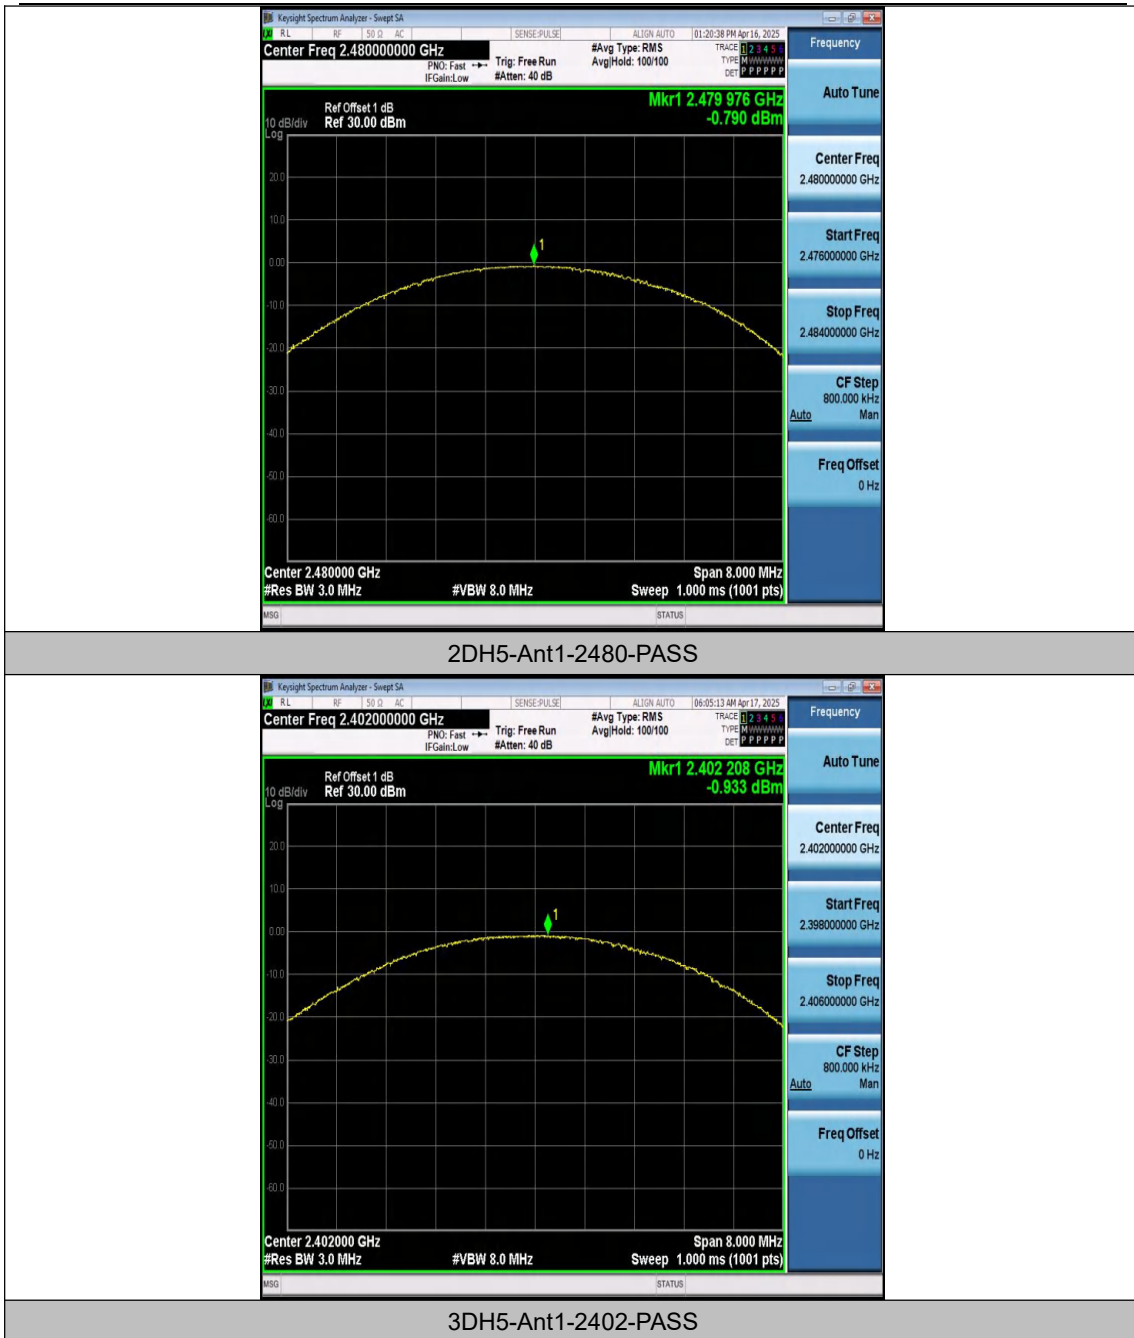 Keysight Spectrum Analyzer - Swept SA
RL RF 50 Ω AC SENSE:PULSE ALIGN AUTO 01:20:38 PM Apr 16, 2025
Center Freq 2.480000000 GHz
PNO: Fast
IFGain:Low
Trig: Free Run
#Atten: 40 dB
#Avg Type: RMS
Avg|Hold: 100/100
TRACE 1 2 3 4 5 6
TYPE M WWWWW
DET P P P P P P
Mkr1 2.479 976 GHz
-0.790 dBm
Ref Offset 1 dB
10 dB/div Ref 30.00 dBm
Log
20.0
10.0
0.00
-10.0
-20.0
-30.0
-40.0
-50.0
-60.0
Center 2.480000 GHz Span 8.000 MHz
#Res BW 3.0 MHz #VBW 8.0 MHz Sweep 1.000 ms (1001 pts)
MSG STATUS
Frequency
Auto Tune
Center Freq
2.480000000 GHz
Start Freq
2.476000000 GHz
Stop Freq
2.484000000 GHz
CF Step
800.000 kHz
Auto Man
Freq Offset
0 Hz
2DH5-Ant1-2480-PASS
Keysight Spectrum Analyzer - Swept SA
RL RF 50 Ω AC SENSE:PULSE ALIGN AUTO 06:05:13 AM Apr 17, 2025
Center Freq 2.402000000 GHz
PNO: Fast
IFGain:Low
Trig: Free Run
#Atten: 40 dB
#Avg Type: RMS
Avg|Hold: 100/100
TRACE 1 2 3 4 5 6
TYPE M WWWWW
DET P P P P P P
Mkr1 2.402 208 GHz
-0.933 dBm
Ref Offset 1 dB
10 dB/div Ref 30.00 dBm
Log
20.0
10.0
0.00
-10.0
-20.0
-30.0
-40.0
-50.0
-60.0
Center 2.402000 GHz Span 8.000 MHz
#Res BW 3.0 MHz #VBW 8.0 MHz Sweep 1.000 ms (1001 pts)
MSG STATUS
Frequency
Auto Tune
Center Freq
2.402000000 GHz
Start Freq
2.398000000 GHz
Stop Freq
2.406000000 GHz
CF Step
800.000 kHz
Auto Man
Freq Offset
0 Hz
3DH5-Ant1-2402-PASS